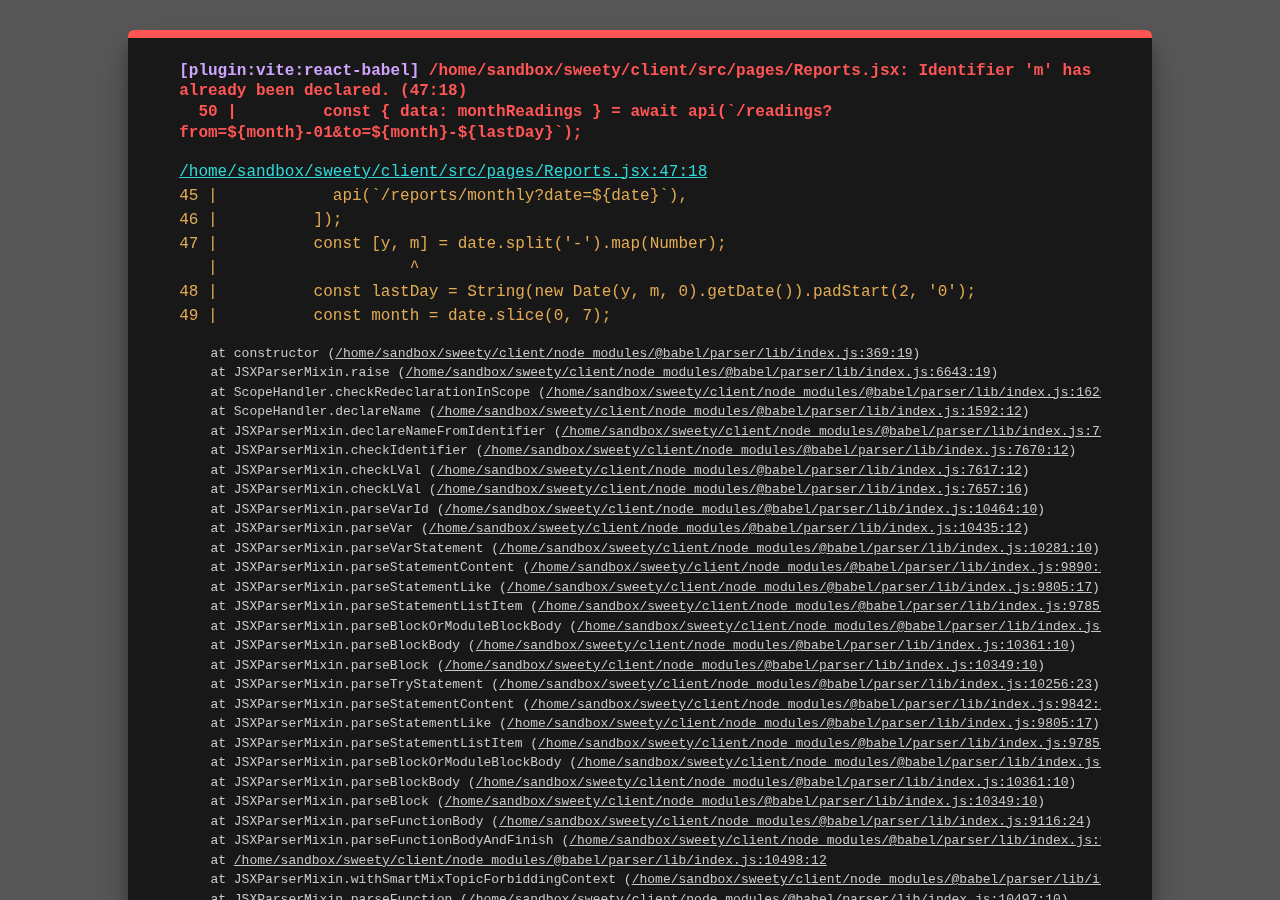 [plugin:vite:react-babel] /home/sandbox/sweety/client/src/pages/Reports.jsx: Identifier 'm' has
already been declared. (47:18)
  50 |         const { data: monthReadings } = await api(`/readings?
from=${month}-01&to=${month}-${lastDay}`);
/home/sandbox/sweety/client/src/pages/Reports.jsx:47:18
45 |            api(`/reports/monthly?date=${date}`),
46 |          ]);
47 |          const [y, m] = date.split('-').map(Number);
   |                    ^
48 |          const lastDay = String(new Date(y, m, 0).getDate()).padStart(2, '0');
49 |          const month = date.slice(0, 7);
at constructor (/home/sandbox/sweety/client/node_modules/@babel/parser/lib/index.js:369:19)
at JSXParserMixin.raise (/home/sandbox/sweety/client/node_modules/@babel/parser/lib/index.js:6643:19)
at ScopeHandler.checkRedeclarationInScope (/home/sandbox/sweety/client/node_modules/@babel/parser/lib/index.js:162
at ScopeHandler.declareName (/home/sandbox/sweety/client/node_modules/@babel/parser/lib/index.js:1592:12)
at JSXParserMixin.declareNameFromIdentifier (/home/sandbox/sweety/client/node_modules/@babel/parser/lib/index.js:7
at JSXParserMixin.checkIdentifier (/home/sandbox/sweety/client/node_modules/@babel/parser/lib/index.js:7670:12)
at JSXParserMixin.checkLVal (/home/sandbox/sweety/client/node_modules/@babel/parser/lib/index.js:7617:12)
at JSXParserMixin.checkLVal (/home/sandbox/sweety/client/node_modules/@babel/parser/lib/index.js:7657:16)
at JSXParserMixin.parseVarId (/home/sandbox/sweety/client/node_modules/@babel/parser/lib/index.js:10464:10)
at JSXParserMixin.parseVar (/home/sandbox/sweety/client/node_modules/@babel/parser/lib/index.js:10435:12)
at JSXParserMixin.parseVarStatement (/home/sandbox/sweety/client/node_modules/@babel/parser/lib/index.js:10281:10)
at JSXParserMixin.parseStatementContent (/home/sandbox/sweety/client/node_modules/@babel/parser/lib/index.js:9890:
at JSXParserMixin.parseStatementLike (/home/sandbox/sweety/client/node_modules/@babel/parser/lib/index.js:9805:17)
at JSXParserMixin.parseStatementListItem (/home/sandbox/sweety/client/node_modules/@babel/parser/lib/index.js:9785
at JSXParserMixin.parseBlockOrModuleBlockBody (/home/sandbox/sweety/client/node_modules/@babel/parser/lib/index.js
at JSXParserMixin.parseBlockBody (/home/sandbox/sweety/client/node_modules/@babel/parser/lib/index.js:10361:10)
at JSXParserMixin.parseBlock (/home/sandbox/sweety/client/node_modules/@babel/parser/lib/index.js:10349:10)
at JSXParserMixin.parseTryStatement (/home/sandbox/sweety/client/node_modules/@babel/parser/lib/index.js:10256:23)
at JSXParserMixin.parseStatementContent (/home/sandbox/sweety/client/node_modules/@babel/parser/lib/index.js:9842:
at JSXParserMixin.parseStatementLike (/home/sandbox/sweety/client/node_modules/@babel/parser/lib/index.js:9805:17)
at JSXParserMixin.parseStatementListItem (/home/sandbox/sweety/client/node_modules/@babel/parser/lib/index.js:9785
at JSXParserMixin.parseBlockOrModuleBlockBody (/home/sandbox/sweety/client/node_modules/@babel/parser/lib/index.js
at JSXParserMixin.parseBlockBody (/home/sandbox/sweety/client/node_modules/@babel/parser/lib/index.js:10361:10)
at JSXParserMixin.parseBlock (/home/sandbox/sweety/client/node_modules/@babel/parser/lib/index.js:10349:10)
at JSXParserMixin.parseFunctionBody (/home/sandbox/sweety/client/node_modules/@babel/parser/lib/index.js:9116:24)
at JSXParserMixin.parseFunctionBodyAndFinish (/home/sandbox/sweety/client/node_modules/@babel/parser/lib/index.js:
at /home/sandbox/sweety/client/node_modules/@babel/parser/lib/index.js:10498:12
at JSXParserMixin.withSmartMixTopicForbiddingContext (/home/sandbox/sweety/client/node_modules/@babel/parser/lib/i
at JSXParserMixin.parseFunction (/home/sandbox/sweety/client/node_modules/@babel/parser/lib/index.js:10497:10)